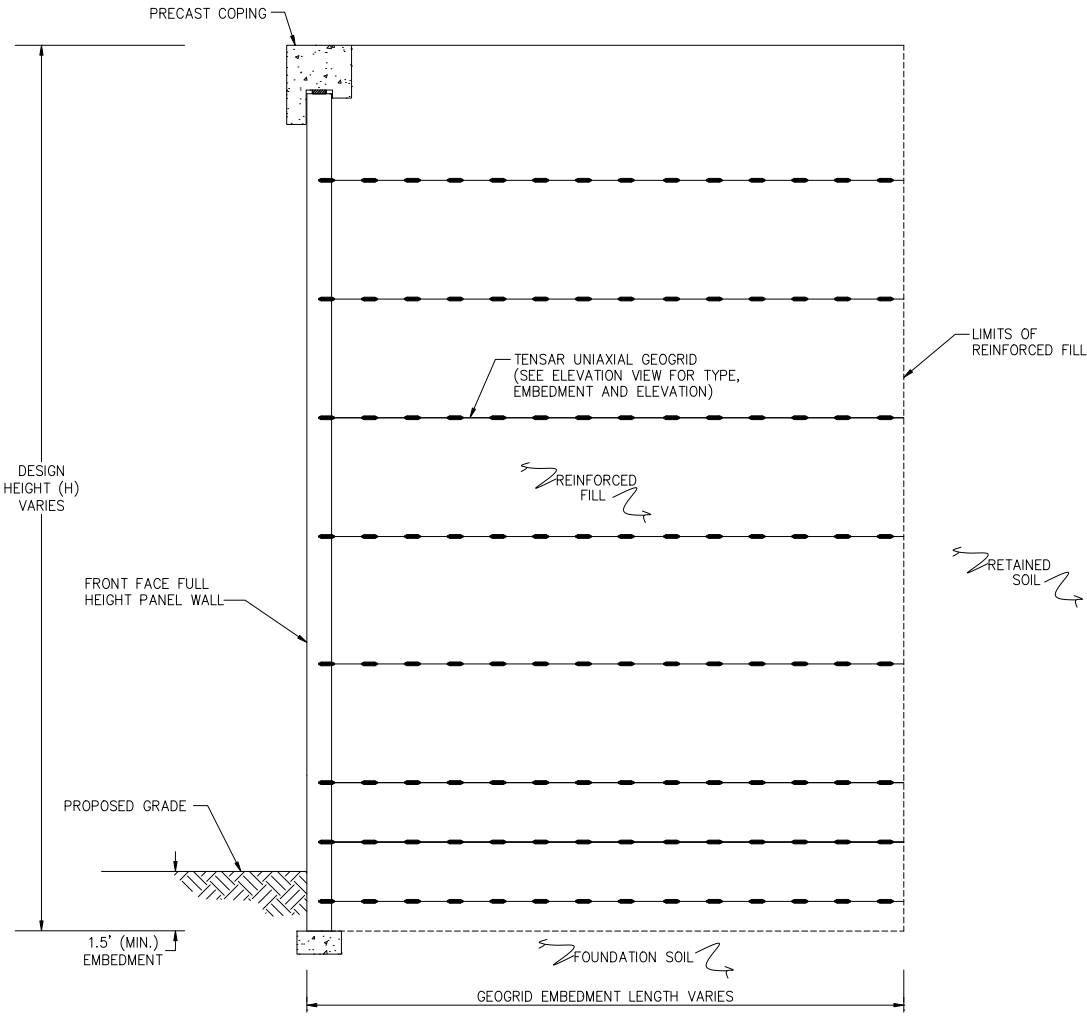 PRECAST COPING
LIMITS OF
REINFORCED FILL
TENSAR UNIAXIAL GEOGRID
(SEE ELEVATION VIEW FOR TYPE,
EMBEDMENT AND ELEVATION)
DESIGN
HEIGHT (H)
VARIES
REINFORCED
FILL
RETAINED
SOIL
FRONT FACE FULL
HEIGHT PANEL WALL
PROPOSED GRADE
1.5' (MIN.)
EMBEDMENT
FOUNDATION SOIL
GEOGRID EMBEDMENT LENGTH VARIES